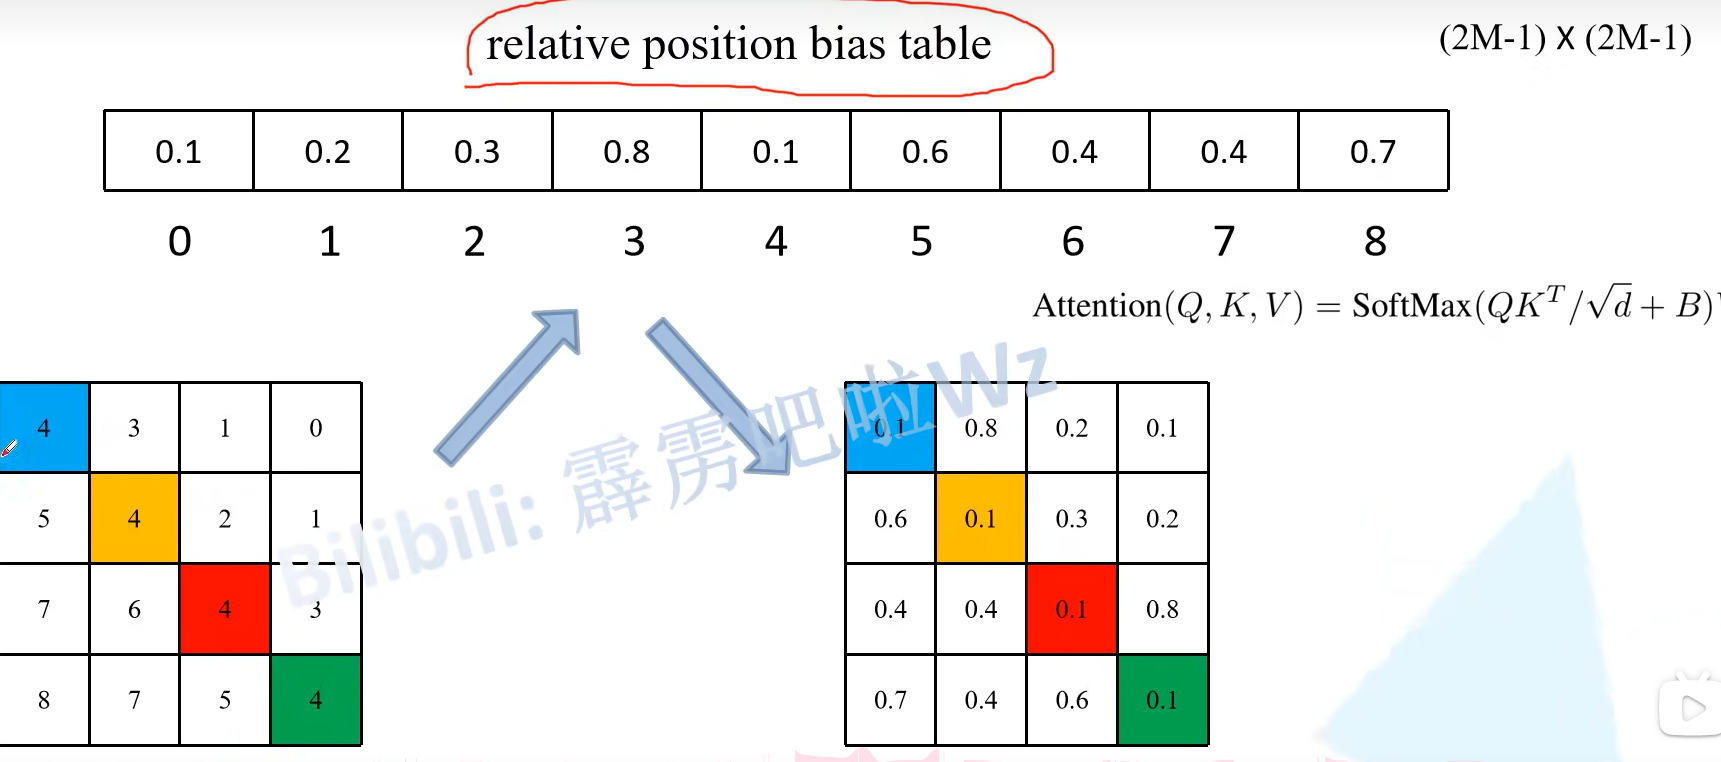 relative position bias table
(2M-1) X (2M-1)
0.1 0.2 0.3 0.8 0.1 0.6 0.4 0.4 0.7
0 1 2 3 4 5 6 7 8
Attention(Q, K, V) = SoftMax(QK^T/√d + B)
4 3 1 0
5 4 2 1
7 6 4 3
8 7 5 4
0.1 0.8 0.2 0.1
0.6 0.1 0.3 0.2
0.4 0.4 0.1 0.8
0.7 0.4 0.6 0.1
Bilibili: 霹雳吧啦Wz